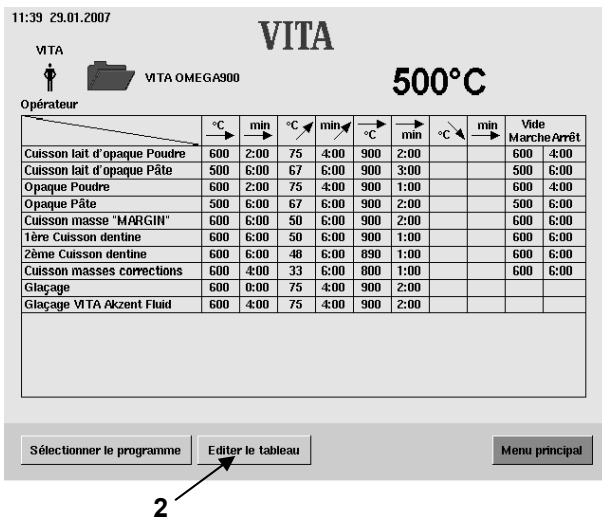 11:39 29.01.2007
VITA
VITA
VITA OMEGA900
500°C
Opérateur
°C min °C min °C min °C min Vide
Marche Arrêt
Cuisson lait d'opaque Poudre 600 2:00 75 4:00 900 2:00 600 4:00
Cuisson lait d'opaque Pâte 500 6:00 67 6:00 900 3:00 500 6:00
Opaque Poudre 600 2:00 75 4:00 900 1:00 600 4:00
Opaque Pâte 500 6:00 67 6:00 900 2:00 500 6:00
Cuisson masse "MARGIN" 600 6:00 50 6:00 900 2:00 600 6:00
1ère Cuisson dentine 600 6:00 50 6:00 900 1:00 600 6:00
2ème Cuisson dentine 600 6:00 48 6:00 890 1:00 600 6:00
Cuisson masses corrections 600 4:00 33 6:00 800 1:00 600 6:00
Glaçage 600 0:00 75 4:00 900 2:00
Glaçage VITA Akzent Fluid 600 4:00 75 4:00 900 2:00
Sélectionner le programme Editer le tableau Menu principal
2